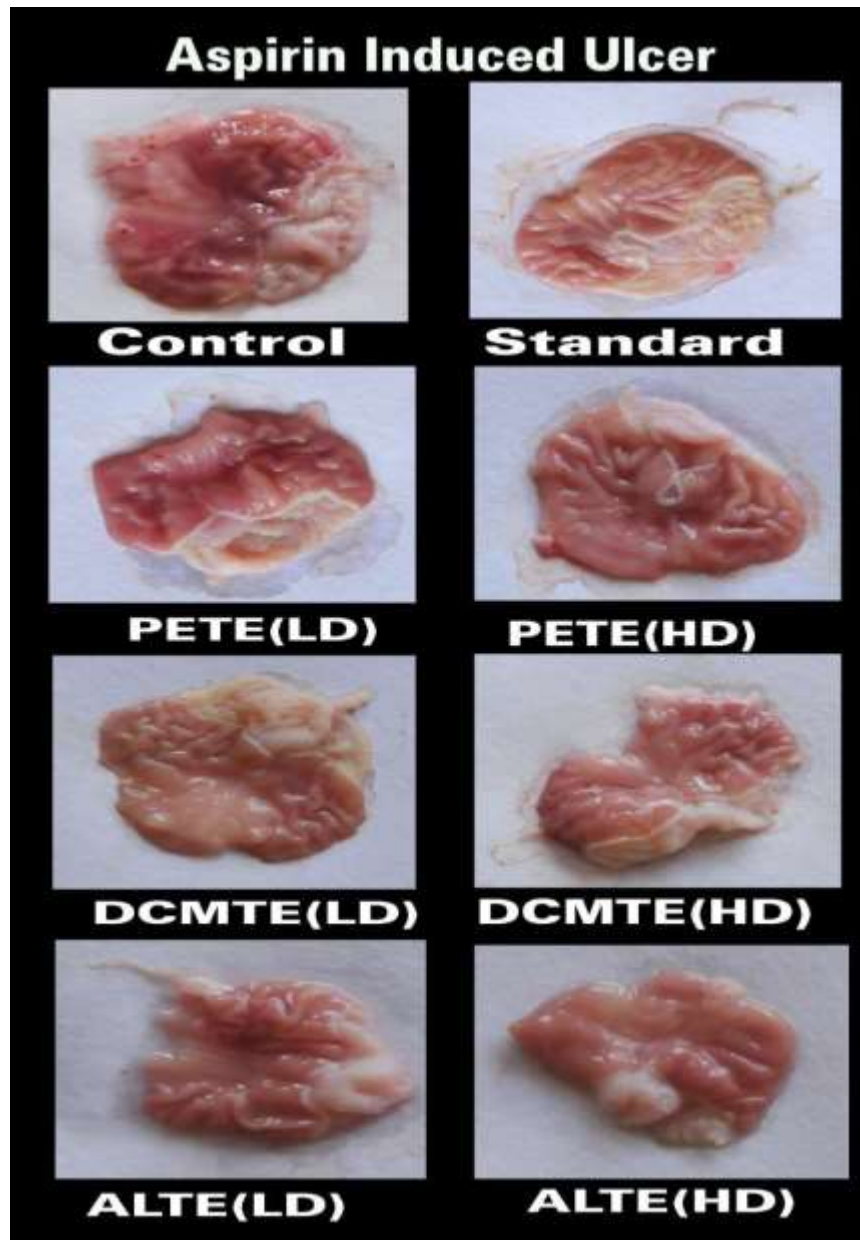 Aspirin Induced Ulcer
Control
Standard
PETE(LD)
PETE(HD)
DCMTE(LD)
DCMTE(HD)
ALTE(LD)
ALTE(HD)